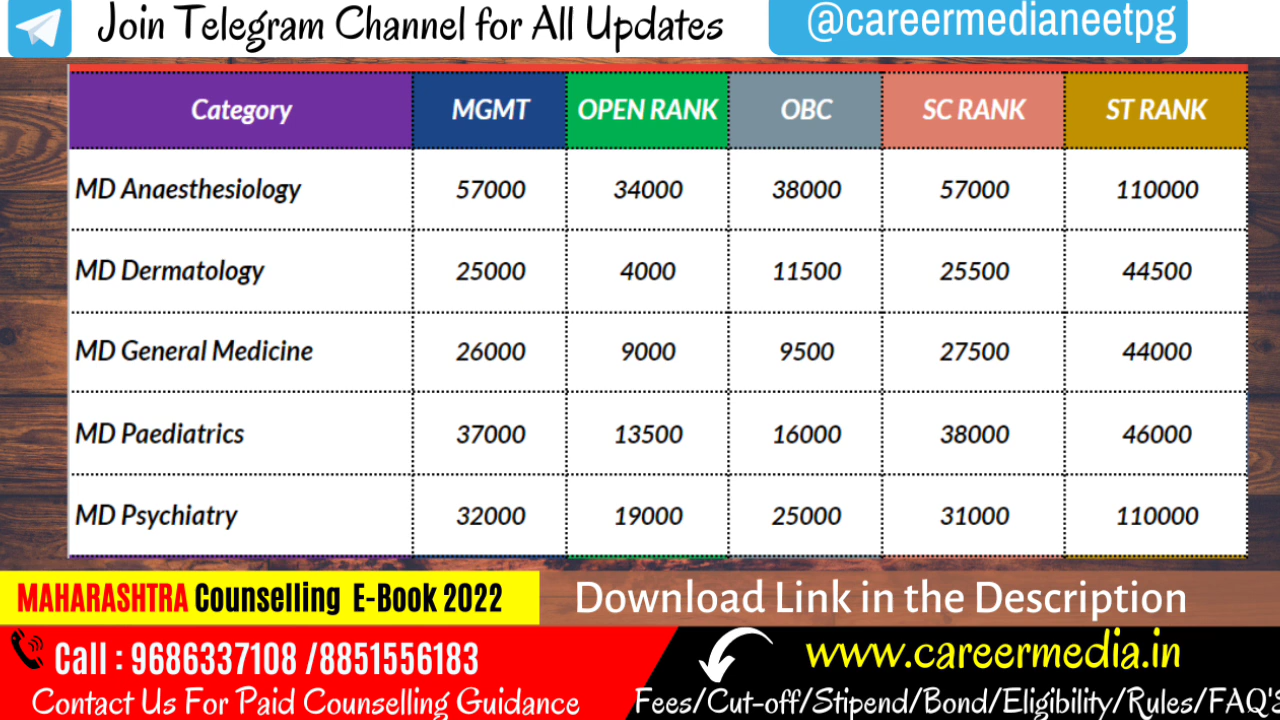 Join Telegram Channel for All Updates @careermedianeetpg
Category MGMT OPEN RANK OBC SC RANK ST RANK
MD Anaesthesiology 57000 34000 38000 57000 110000
MD Dermatology 25000 4000 11500 25500 44500
MD General Medicine 26000 9000 9500 27500 44000
MD Paediatrics 37000 13500 16000 38000 46000
MD Psychiatry 32000 19000 25000 31000 110000
MAHARASHTRA Counselling E-Book 2022 Download Link in the Description
Call : 9686337108 /8851556183 www.careermedia.in
Contact Us For Paid Counselling Guidance Fees/Cut-off/Stipend/Bond/Eligibility/Rules/FAQ'S